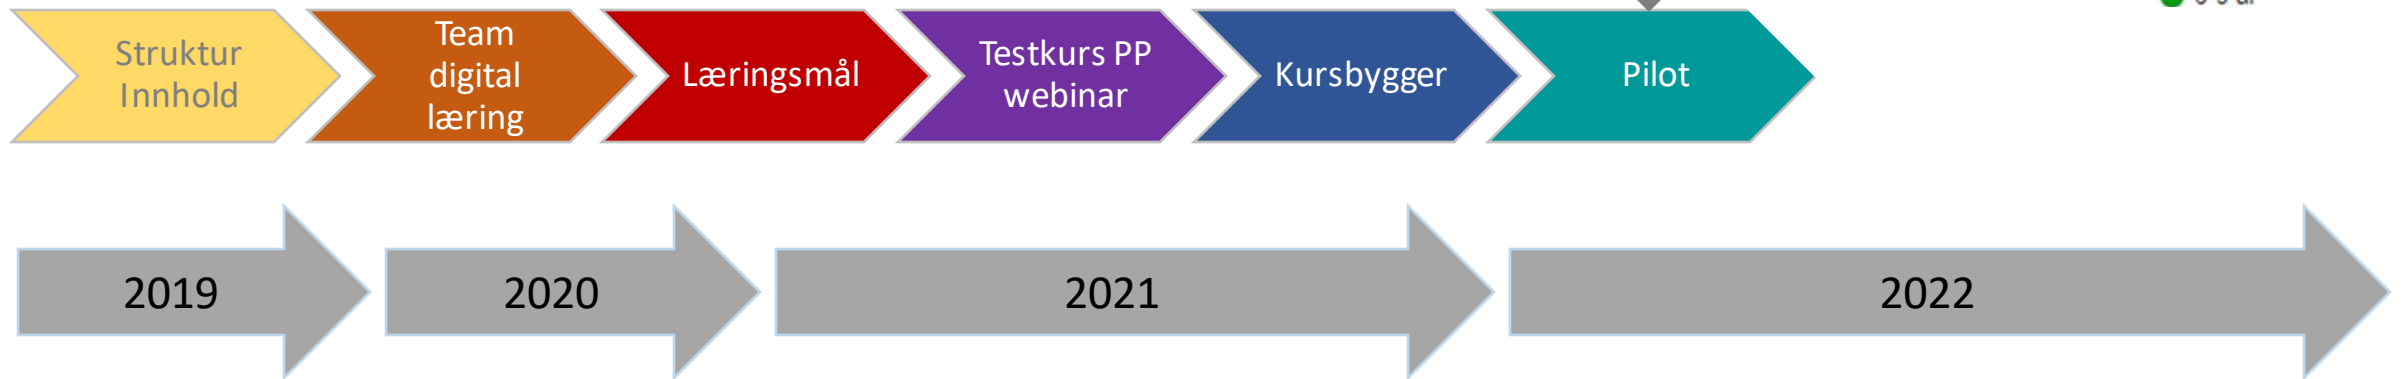 Struktur
Innhold
Team
digital
læring
Læringsmål
Testkurs PP
webinar
Kursbygger
Pilot
2019
2020
2021
2022